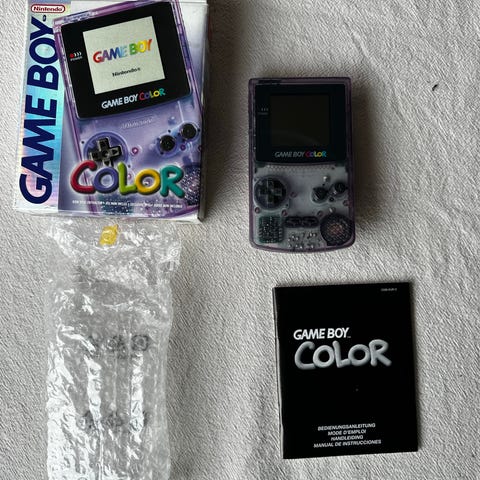 Nintendo
GAME BOY
GAME BOY
Nintendo
GAME BOY COLOR
COLOR
GAME BOY COLOR
GAME BOY
COLOR
BEDIENUNGSANLEITUNG
MODE D'EMPLOI
HANDLEIDING
MANUAL DE INSTRUCCIONES